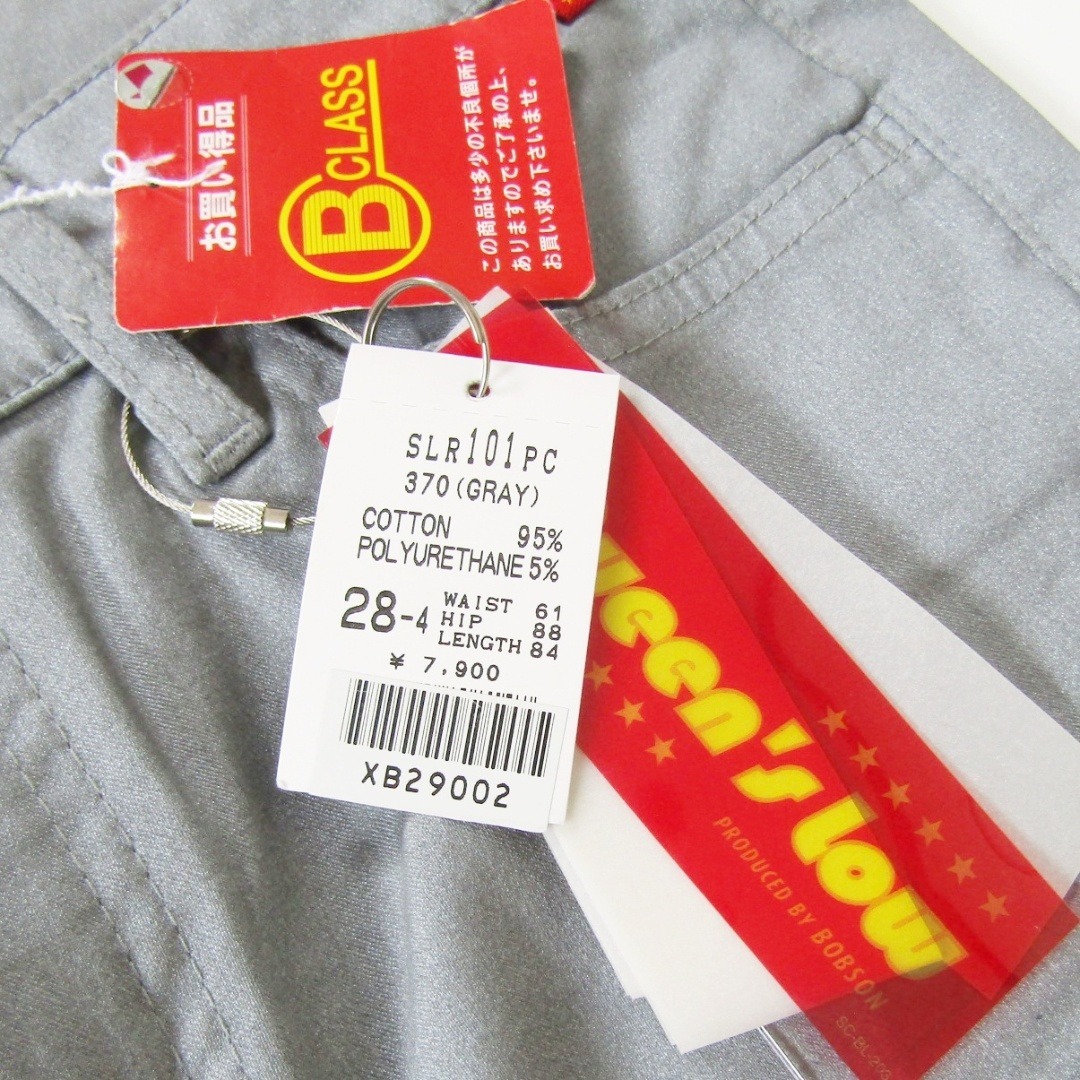 お買い得品
B CLASS
この商品は多少の不良個所が
ありますのでご了承の上、
お買い求め下さいませ。
SLR101PC
370(GRAY)
COTTON 95%
POLYURETHANE 5%
28-4
WAIST 61
HIP 88
LENGTH 84
¥ 7,900
XB29002
ueen's low
PRODUCED BY BOBSON